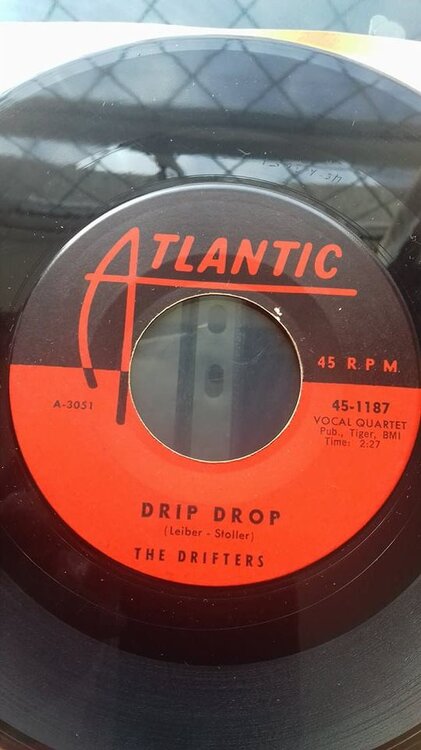 ATLANTIC
45 R.P.M.
A-3051
45-1187
VOCAL QUARTET
Pub., Tiger, BMI
Time: 2:27
DRIP DROP
(Leiber - Stoller)
THE DRIFTERS